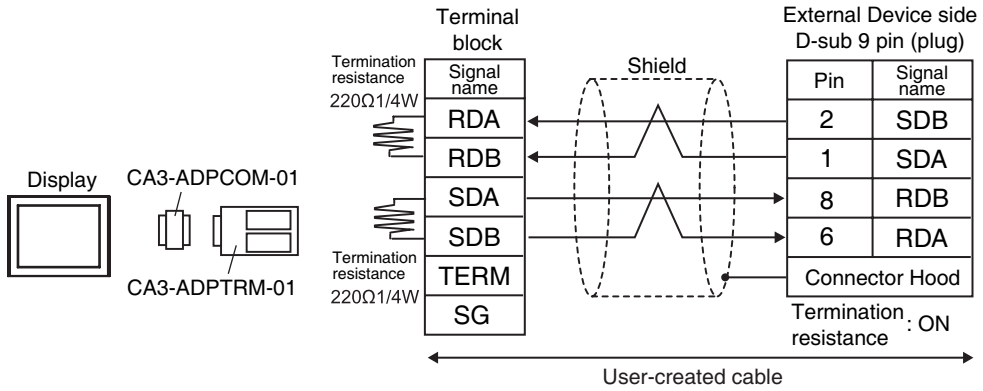 Display
CA3-ADPCOM-01
CA3-ADPTRM-01
Termination
resistance
220Ω1/4W
Termination
resistance
220Ω1/4W
Terminal
block
Signal
name
RDA
RDB
SDA
SDB
TERM
SG
Shield
External Device side
D-sub 9 pin (plug)
Pin Signal
name
2 SDB
1 SDA
8 RDB
6 RDA
Connector Hood
Termination
resistance : ON
User-created cable